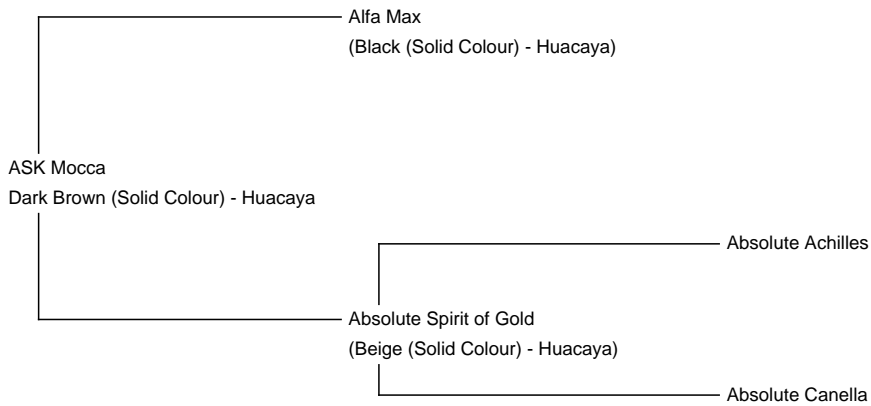 Alfa Max
(Black (Solid Colour) - Huacaya)
ASK Mocca
Dark Brown (Solid Colour) - Huacaya
Absolute Achilles
Absolute Spirit of Gold
(Beige (Solid Colour) - Huacaya)
Absolute Canella